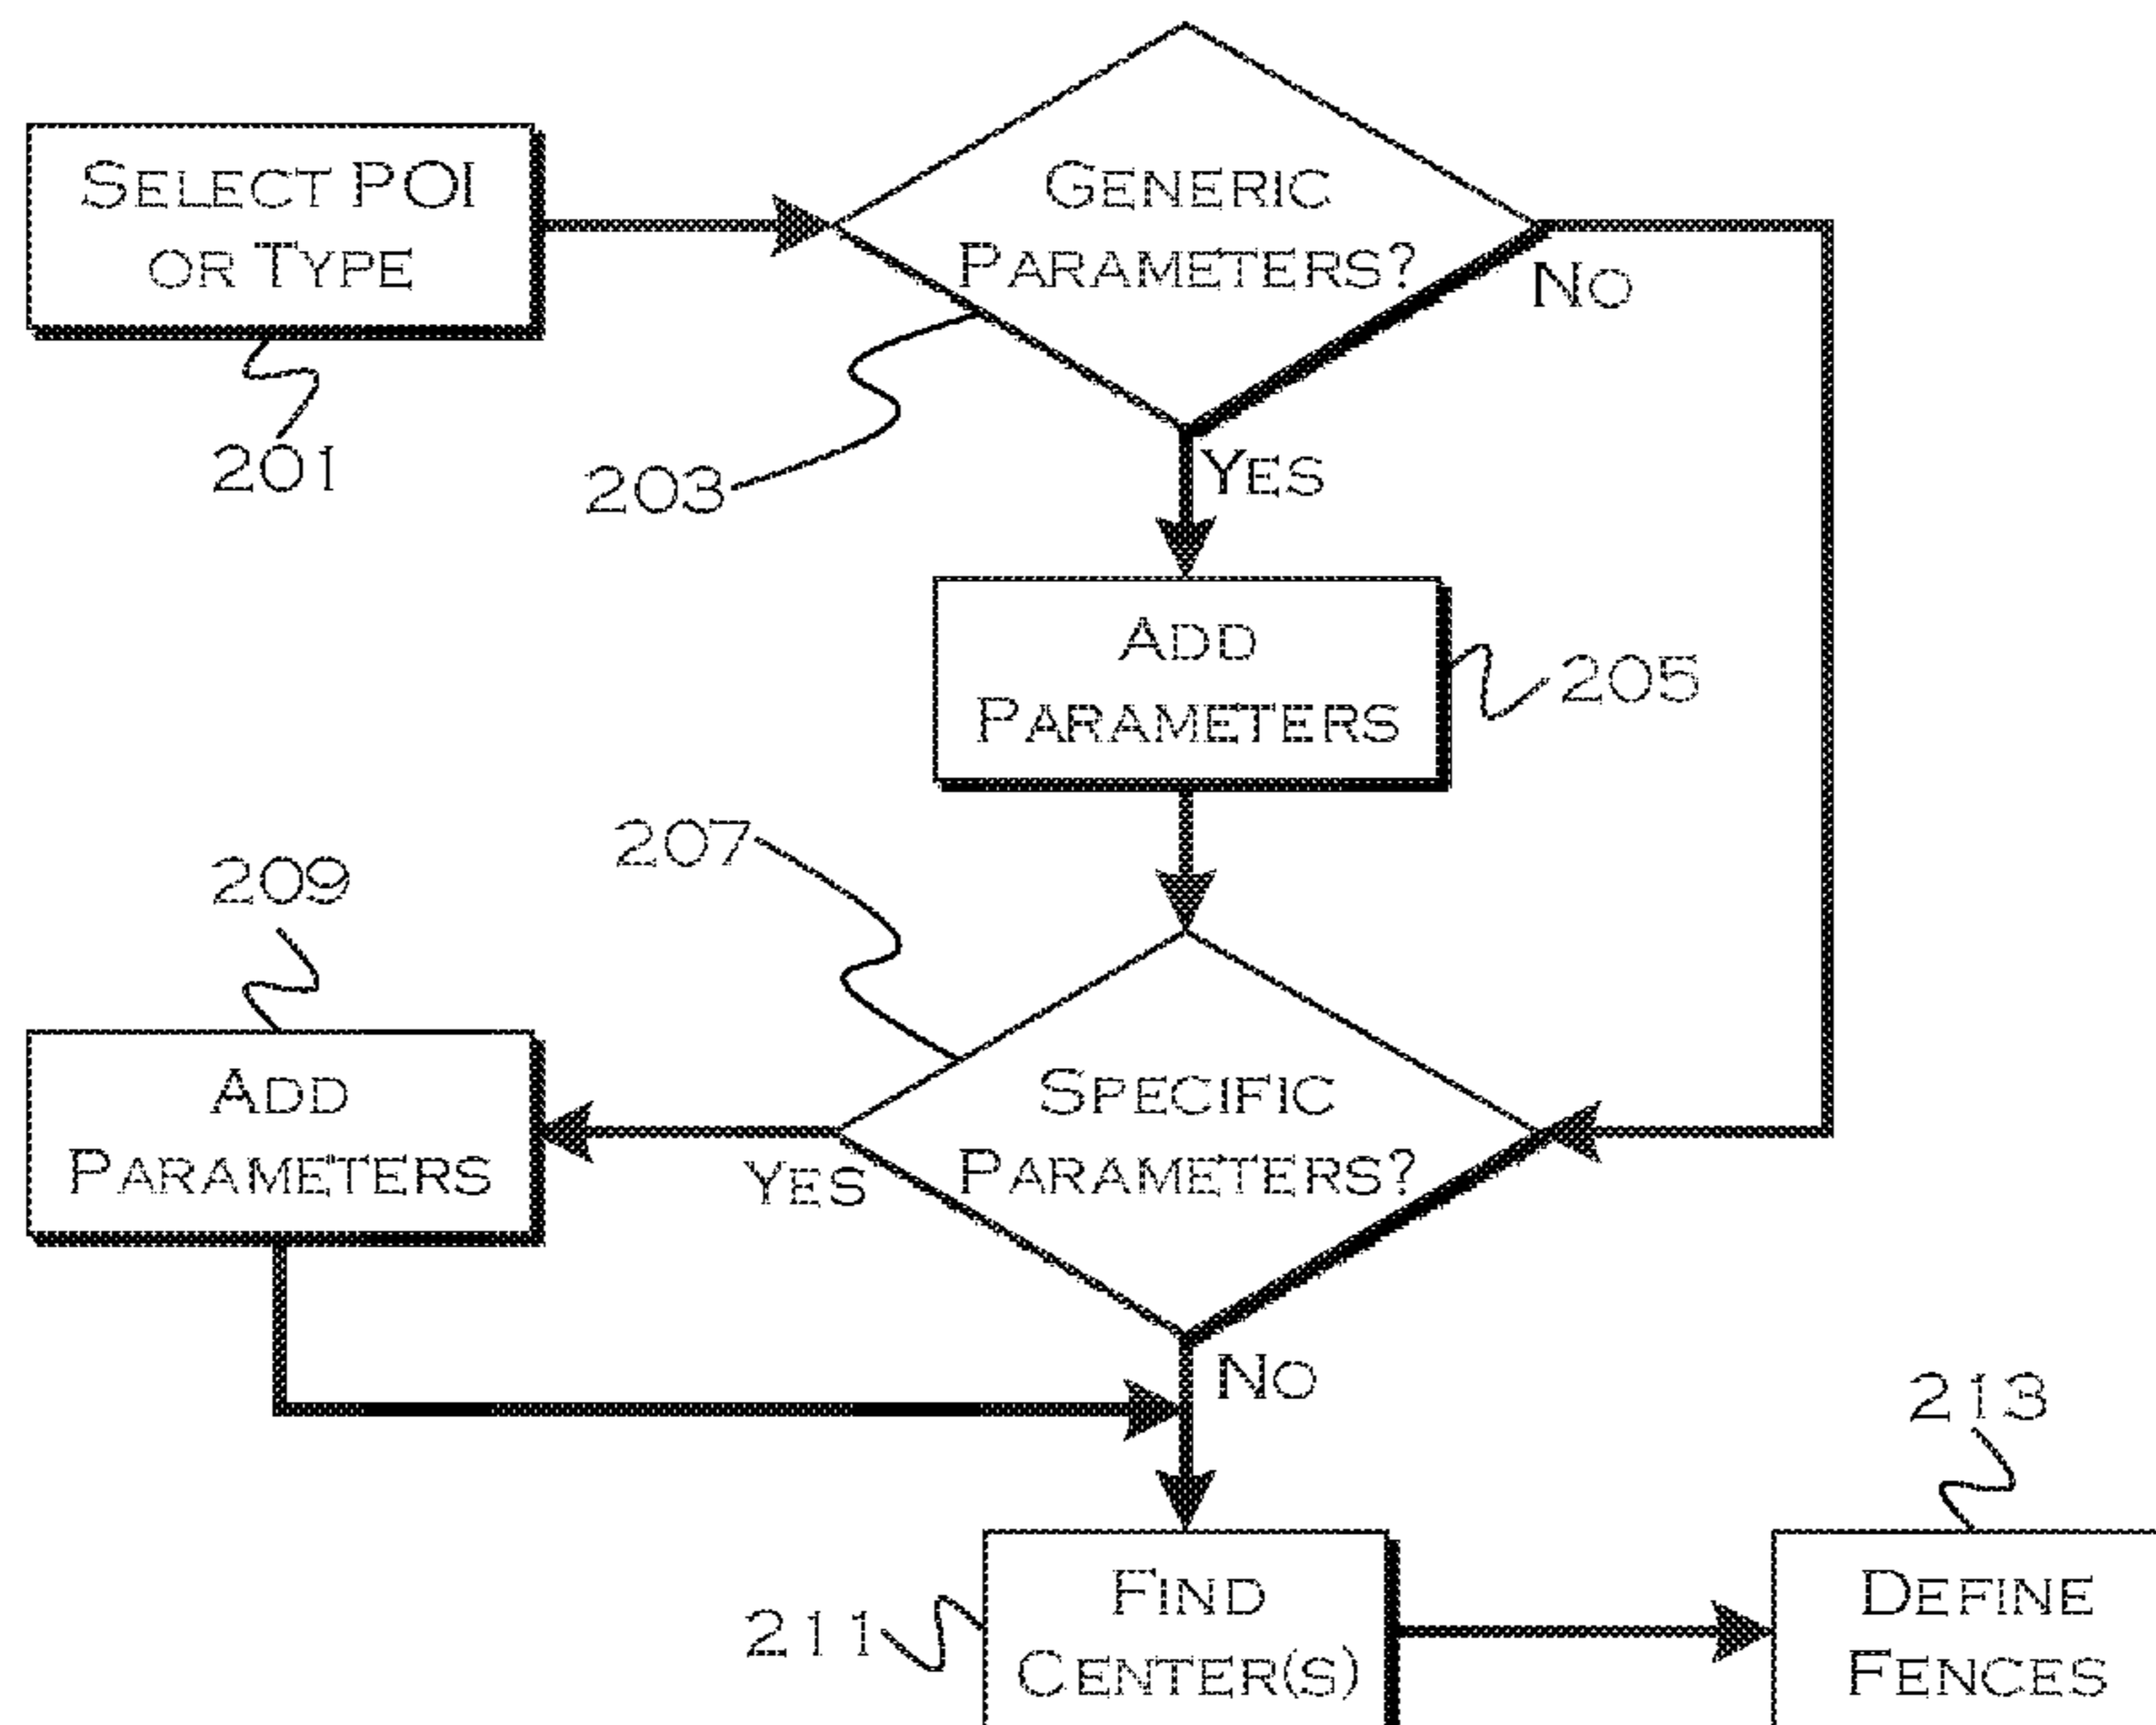 SELECT POI
OR TYPE
201
GENERIC
PARAMETERS?
NO
203
YES
ADD
PARAMETERS
205
207
209
ADD
PARAMETERS
SPECIFIC
PARAMETERS?
YES
NO
213
FIND
CENTER(S)
211
DEFINE
FENCES